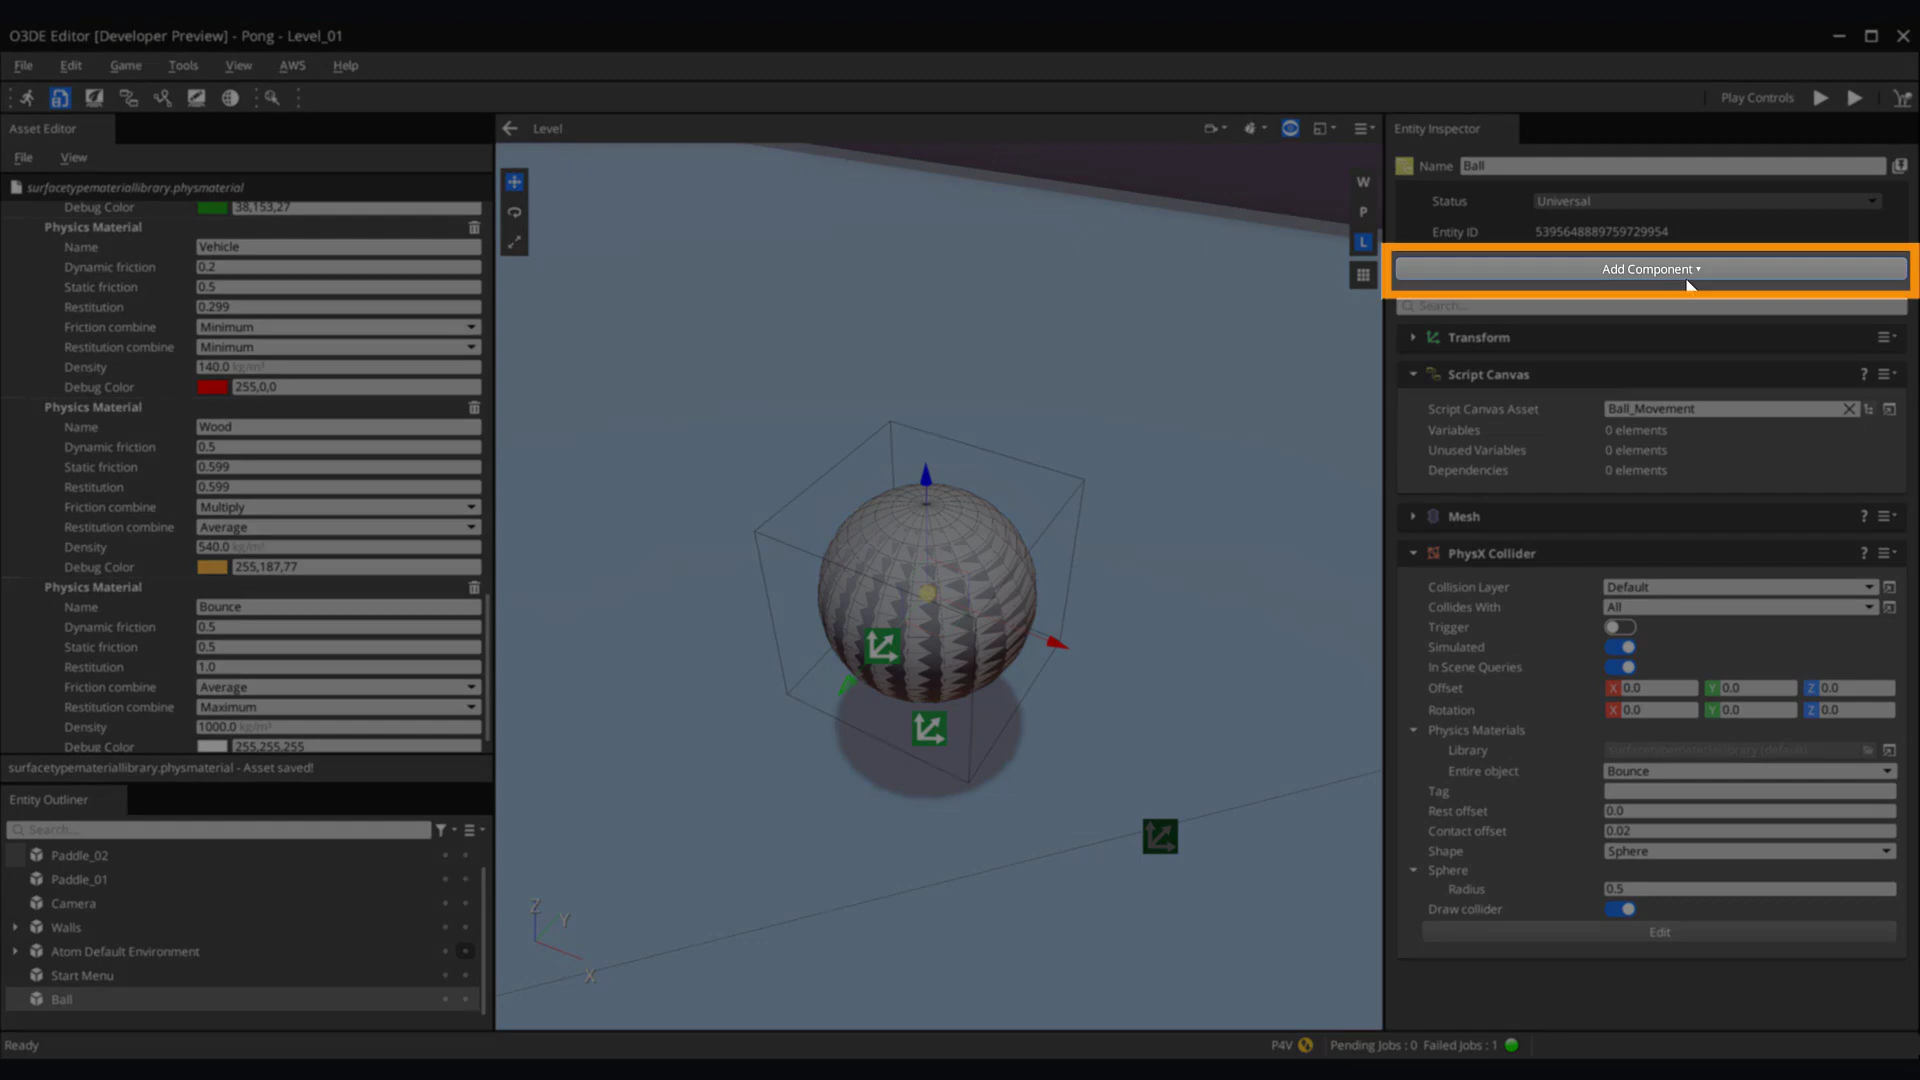 O3DE Editor [Developer Preview] - Pong - Level_01
File Edit Game Tools View AWS Help
Play Controls
Asset Editor
File View
surfacetypemateriallibrary.physmaterial
Debug Color 38,153,27
Physics Material
Name Vehicle
Dynamic friction 0.2
Static friction 0.5
Restitution 0.299
Friction combine Minimum
Restitution combine Minimum
Density 140.0 kg/m³
Debug Color 255,0,0
Physics Material
Name Wood
Dynamic friction 0.5
Static friction 0.599
Restitution 0.599
Friction combine Multiply
Restitution combine Average
Density 540.0 kg/m³
Debug Color 255,187,77
Physics Material
Name Bounce
Dynamic friction 0.5
Static friction 0.5
Restitution 1.0
Friction combine Average
Restitution combine Maximum
Density 1000.0 kg/m³
Debug Color 255,255,255
surfacetypemateriallibrary.physmaterial - Asset saved!
Entity Outliner
Search...
Paddle_02
Paddle_01
Camera
Walls
Atom Default Environment
Start Menu
Ball
Level
W
P
L
Z
Y
X
Entity Inspector
Name Ball
Status Universal
Entity ID 5395648889759729954
Add Component
Search...
Transform
Script Canvas ?
Script Canvas Asset Ball_Movement
Variables 0 elements
Unused Variables 0 elements
Dependencies 0 elements
Mesh ?
PhysX Collider ?
Collision Layer Default
Collides With All
Trigger
Simulated
In Scene Queries
Offset X 0.0 Y 0.0 Z 0.0
Rotation X 0.0 Y 0.0 Z 0.0
Physics Materials
Library surfacetypemateriallibrary (default)
Entire object Bounce
Tag
Rest offset 0.0
Contact offset 0.02
Shape Sphere
Sphere
Radius 0.5
Draw collider
Edit
Ready
P4V Pending Jobs : 0 Failed Jobs : 1